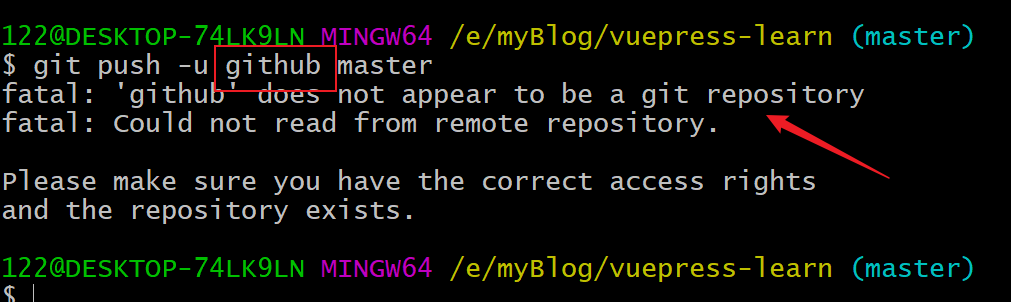 122@DESKTOP-74LK9LN MINGW64 /e/myBlog/vuepress-learn (master)
$ git push -u github master
fatal: 'github' does not appear to be a git repository
fatal: Could not read from remote repository.
Please make sure you have the correct access rights
and the repository exists.
122@DESKTOP-74LK9LN MINGW64 /e/myBlog/vuepress-learn (master)
$